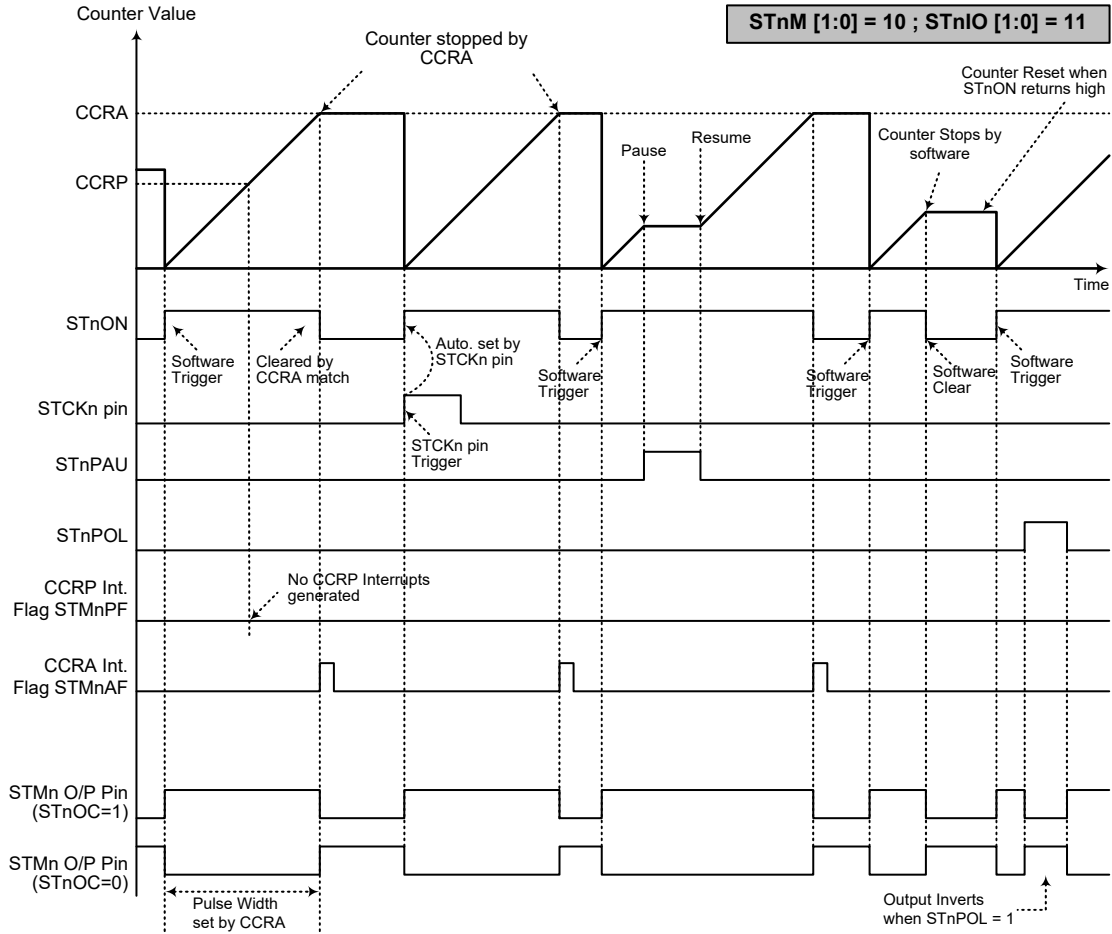 Counter Value
STnM [1:0] = 10 ; STnIO [1:0] = 11
Counter stopped by
CCRA
Counter Reset when
STnON returns high
CCRA
Pause
Resume
Counter Stops by
software
CCRP
Time
STnON
Software
Trigger
Cleared by
CCRA match
Auto. set by
STCKn pin
Software
Trigger
Software
Trigger
Software
Clear
Software
Trigger
STCKn pin
STCKn pin
Trigger
STnPAU
STnPOL
CCRP Int.
Flag STMnPF
No CCRP Interrupts
generated
CCRA Int.
Flag STMnAF
STMn O/P Pin
(STnOC=1)
STMn O/P Pin
(STnOC=0)
Pulse Width
set by CCRA
Output Inverts
when STnPOL = 1